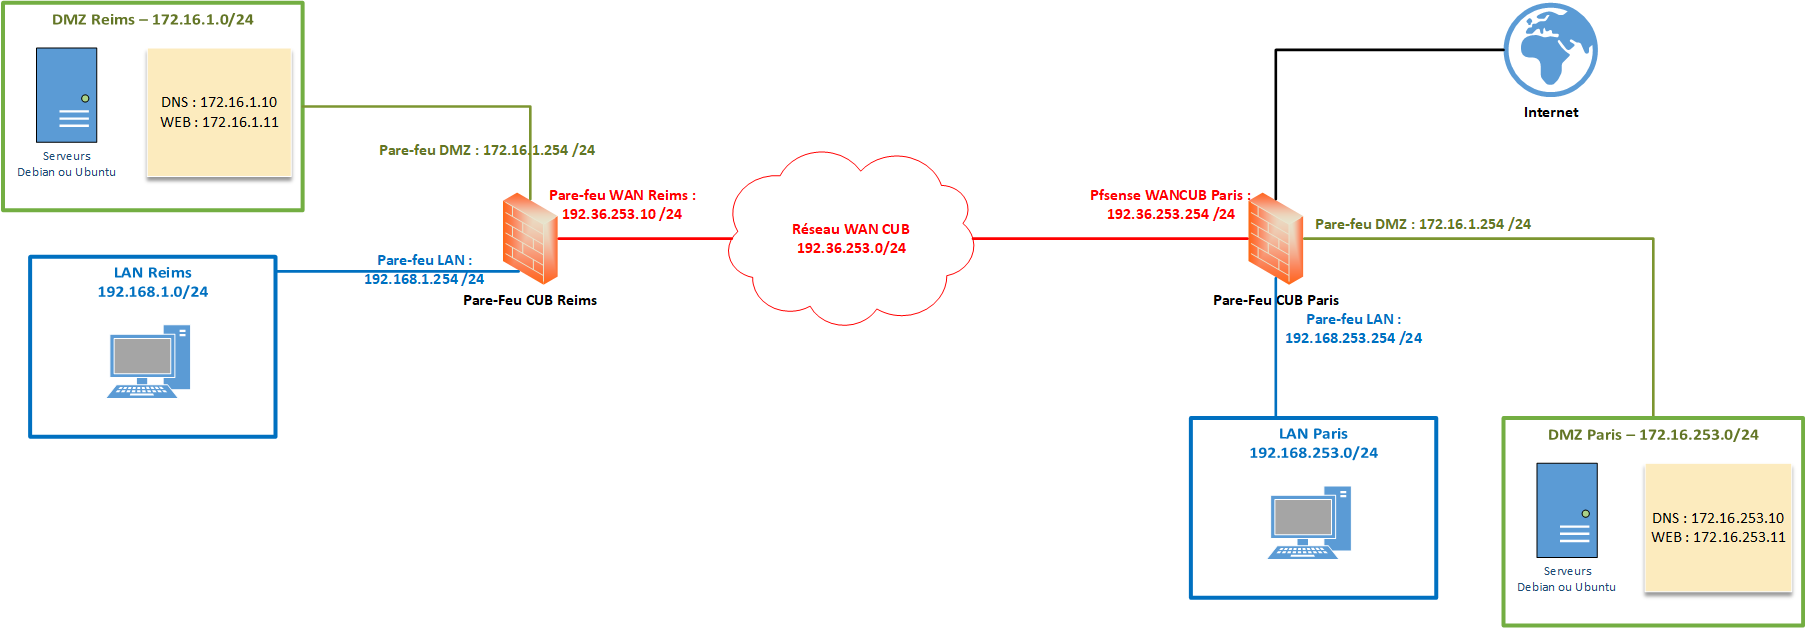 DMZ Reims – 172.16.1.0/24
DNS : 172.16.1.10
WEB : 172.16.1.11
Serveurs
Debian ou Ubuntu
Pare-feu DMZ : 172.16.1.254 /24
Pare-feu WAN Reims :
192.36.253.10 /24
Pare-feu LAN :
192.168.1.254 /24
Pare-Feu CUB Reims
LAN Reims
192.168.1.0/24
Réseau WAN CUB
192.36.253.0/24
Internet
Pfsense WANCUB Paris :
192.36.253.254 /24
Pare-feu DMZ : 172.16.1.254 /24
Pare-Feu CUB Paris
Pare-feu LAN :
192.168.253.254 /24
LAN Paris
192.168.253.0/24
DMZ Paris – 172.16.253.0/24
DNS : 172.16.253.10
WEB : 172.16.253.11
Serveurs
Debian ou Ubuntu